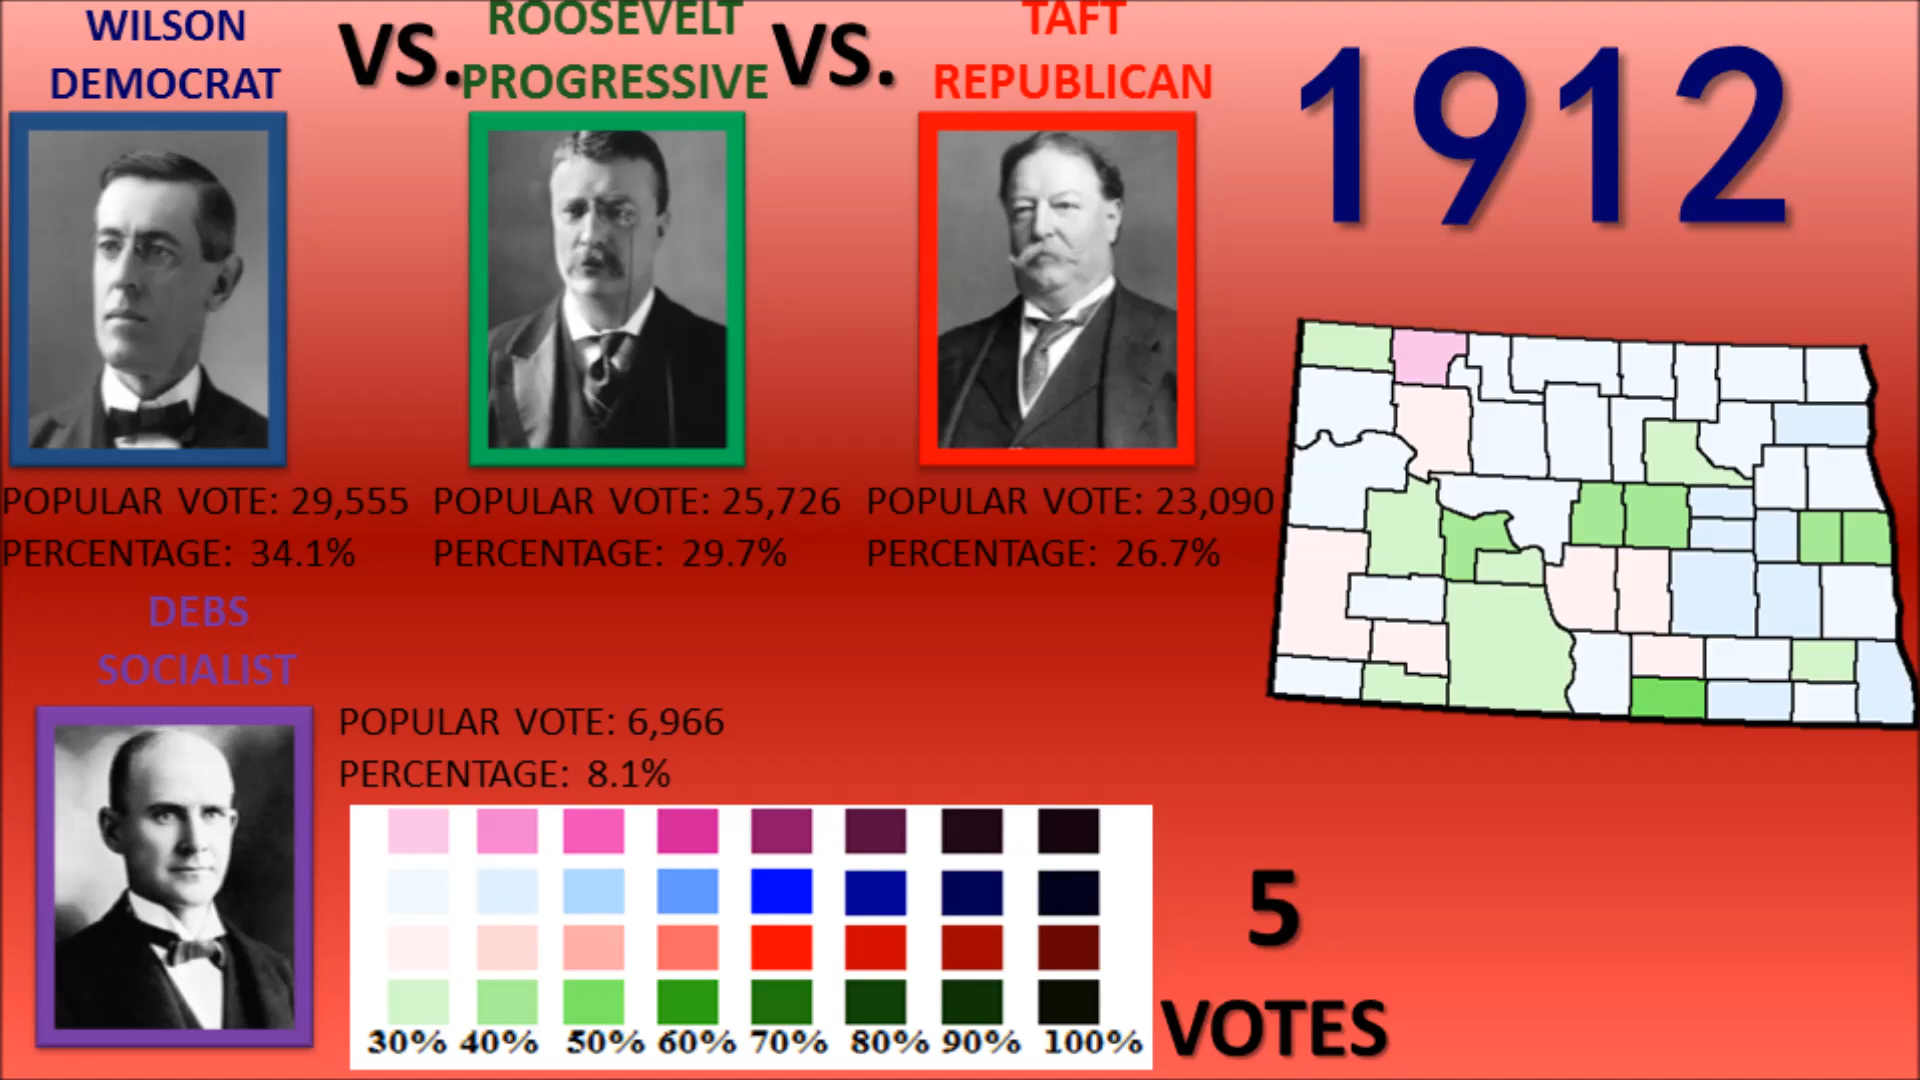 WILSON
DEMOCRAT
VS.
ROOSEVELT
PROGRESSIVE
VS.
TAFT
REPUBLICAN
1912
POPULAR VOTE: 29,555
PERCENTAGE: 34.1%
POPULAR VOTE: 25,726
PERCENTAGE: 29.7%
POPULAR VOTE: 23,090
PERCENTAGE: 26.7%
DEBS
SOCIALIST
POPULAR VOTE: 6,966
PERCENTAGE: 8.1%
30% 40% 50% 60% 70% 80% 90% 100%
5
VOTES